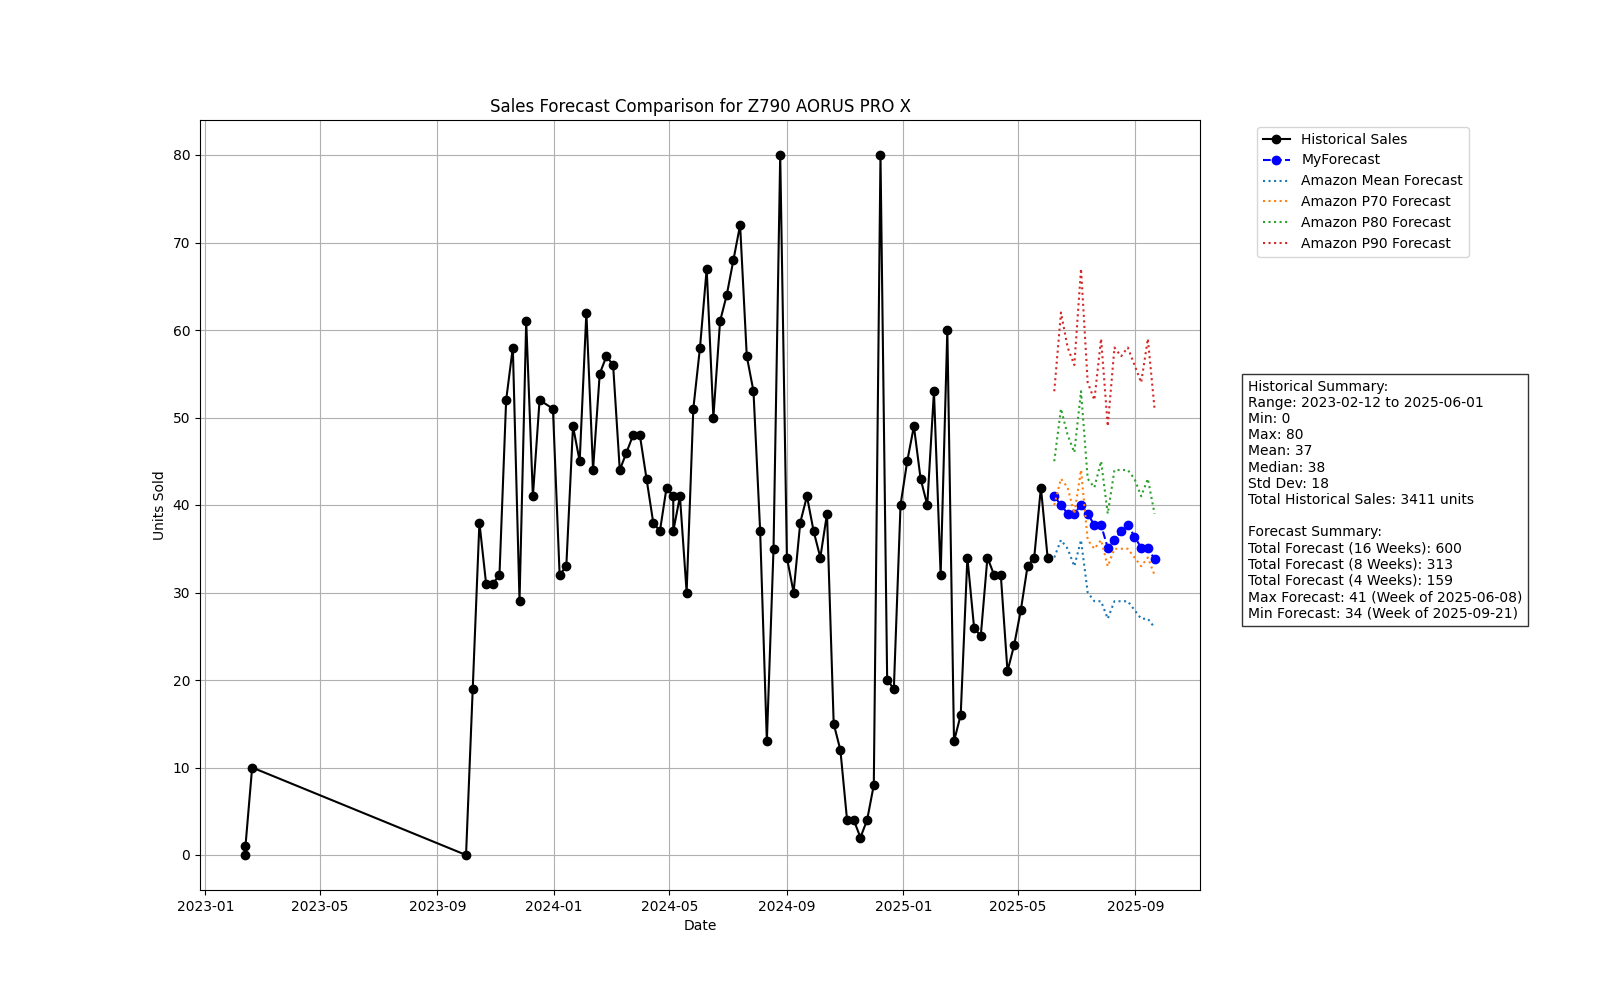 Sales Forecast Comparison for Z790 AORUS PRO X
Units Sold
80
70
60
50
40
30
20
10
0
2023-01
2023-05
2023-09
2024-01
2024-05
2024-09
2025-01
2025-05
2025-09
Date
Historical Sales
MyForecast
Amazon Mean Forecast
Amazon P70 Forecast
Amazon P80 Forecast
Amazon P90 Forecast
Historical Summary:
Range: 2023-02-12 to 2025-06-01
Min: 0
Max: 80
Mean: 37
Median: 38
Std Dev: 18
Total Historical Sales: 3411 units
Forecast Summary:
Total Forecast (16 Weeks): 600
Total Forecast (8 Weeks): 313
Total Forecast (4 Weeks): 159
Max Forecast: 41 (Week of 2025-06-08)
Min Forecast: 34 (Week of 2025-09-21)